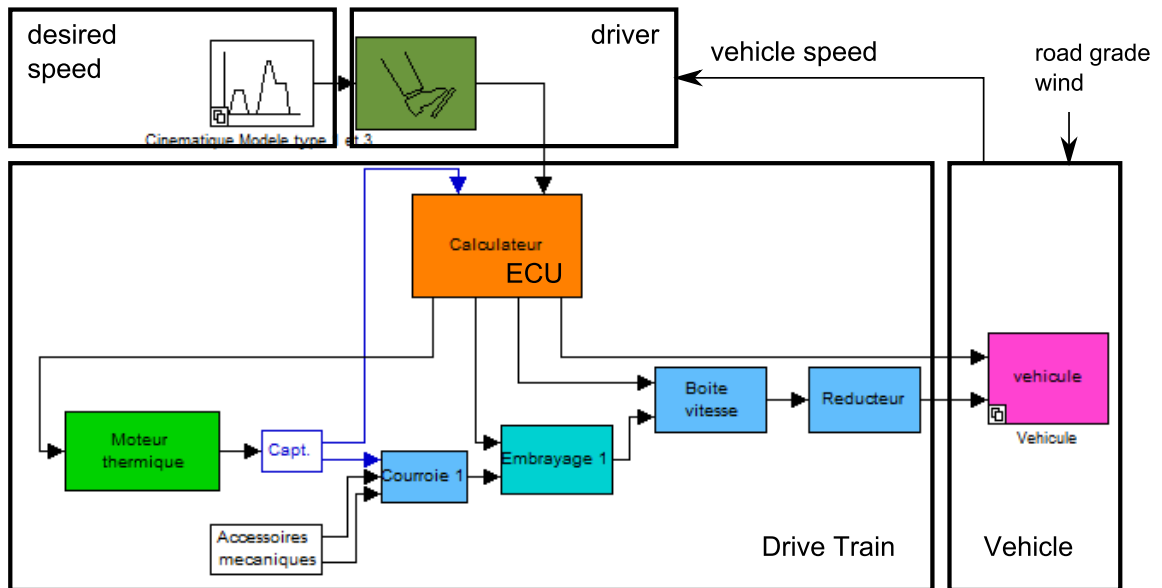 desired
speed
driver
vehicle speed
road grade
wind
Cinematique Modele type 1 et 3
Calculateur
ECU
Moteur
thermique
Capt.
Courroie 1
Embrayage 1
Boite
vitesse
Reducteur
vehicule
Vehicule
Accessoires
mecaniques
Drive Train
Vehicle